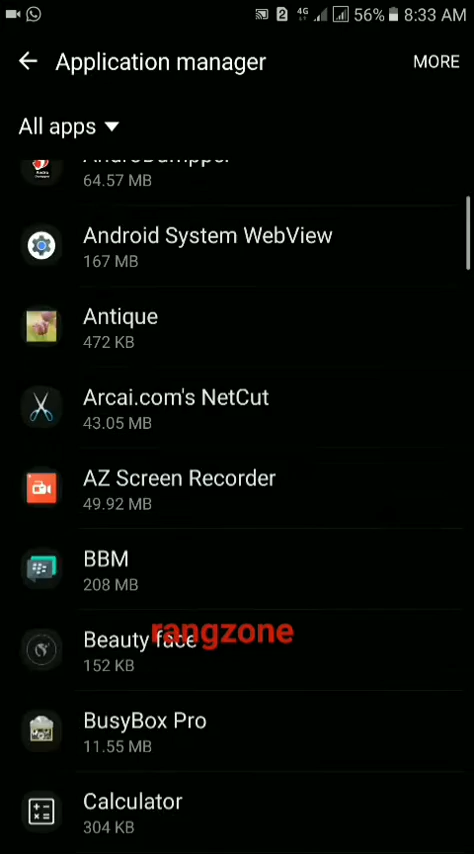 56% 8:33 AM
Application manager
MORE
All apps
64.57 MB
Android System WebView
167 MB
Antique
472 KB
Arcai.com's NetCut
43.05 MB
AZ Screen Recorder
49.92 MB
BBM
208 MB
rangzone
Beauty face
152 KB
BusyBox Pro
11.55 MB
Calculator
304 KB